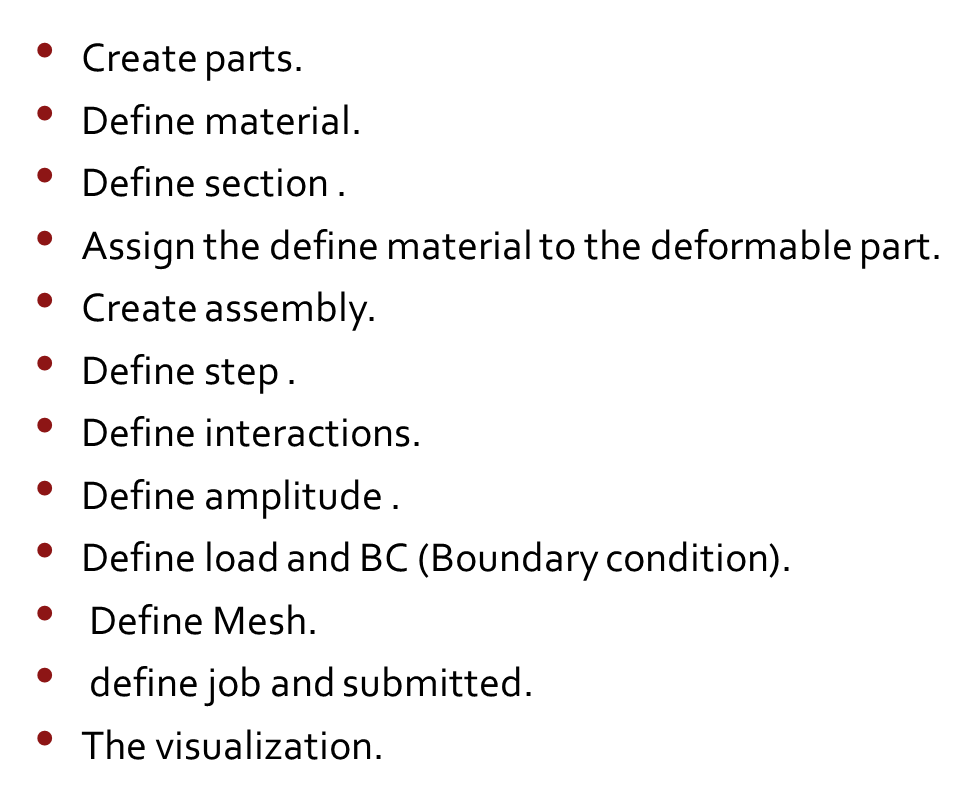 • Create parts.
• Define material.
• Define section .
• Assign the define material to the deformable part.
• Create assembly.
• Define step .
• Define interactions.
• Define amplitude .
• Define load and BC (Boundary condition).
• Define Mesh.
• define job and submitted.
• The visualization.